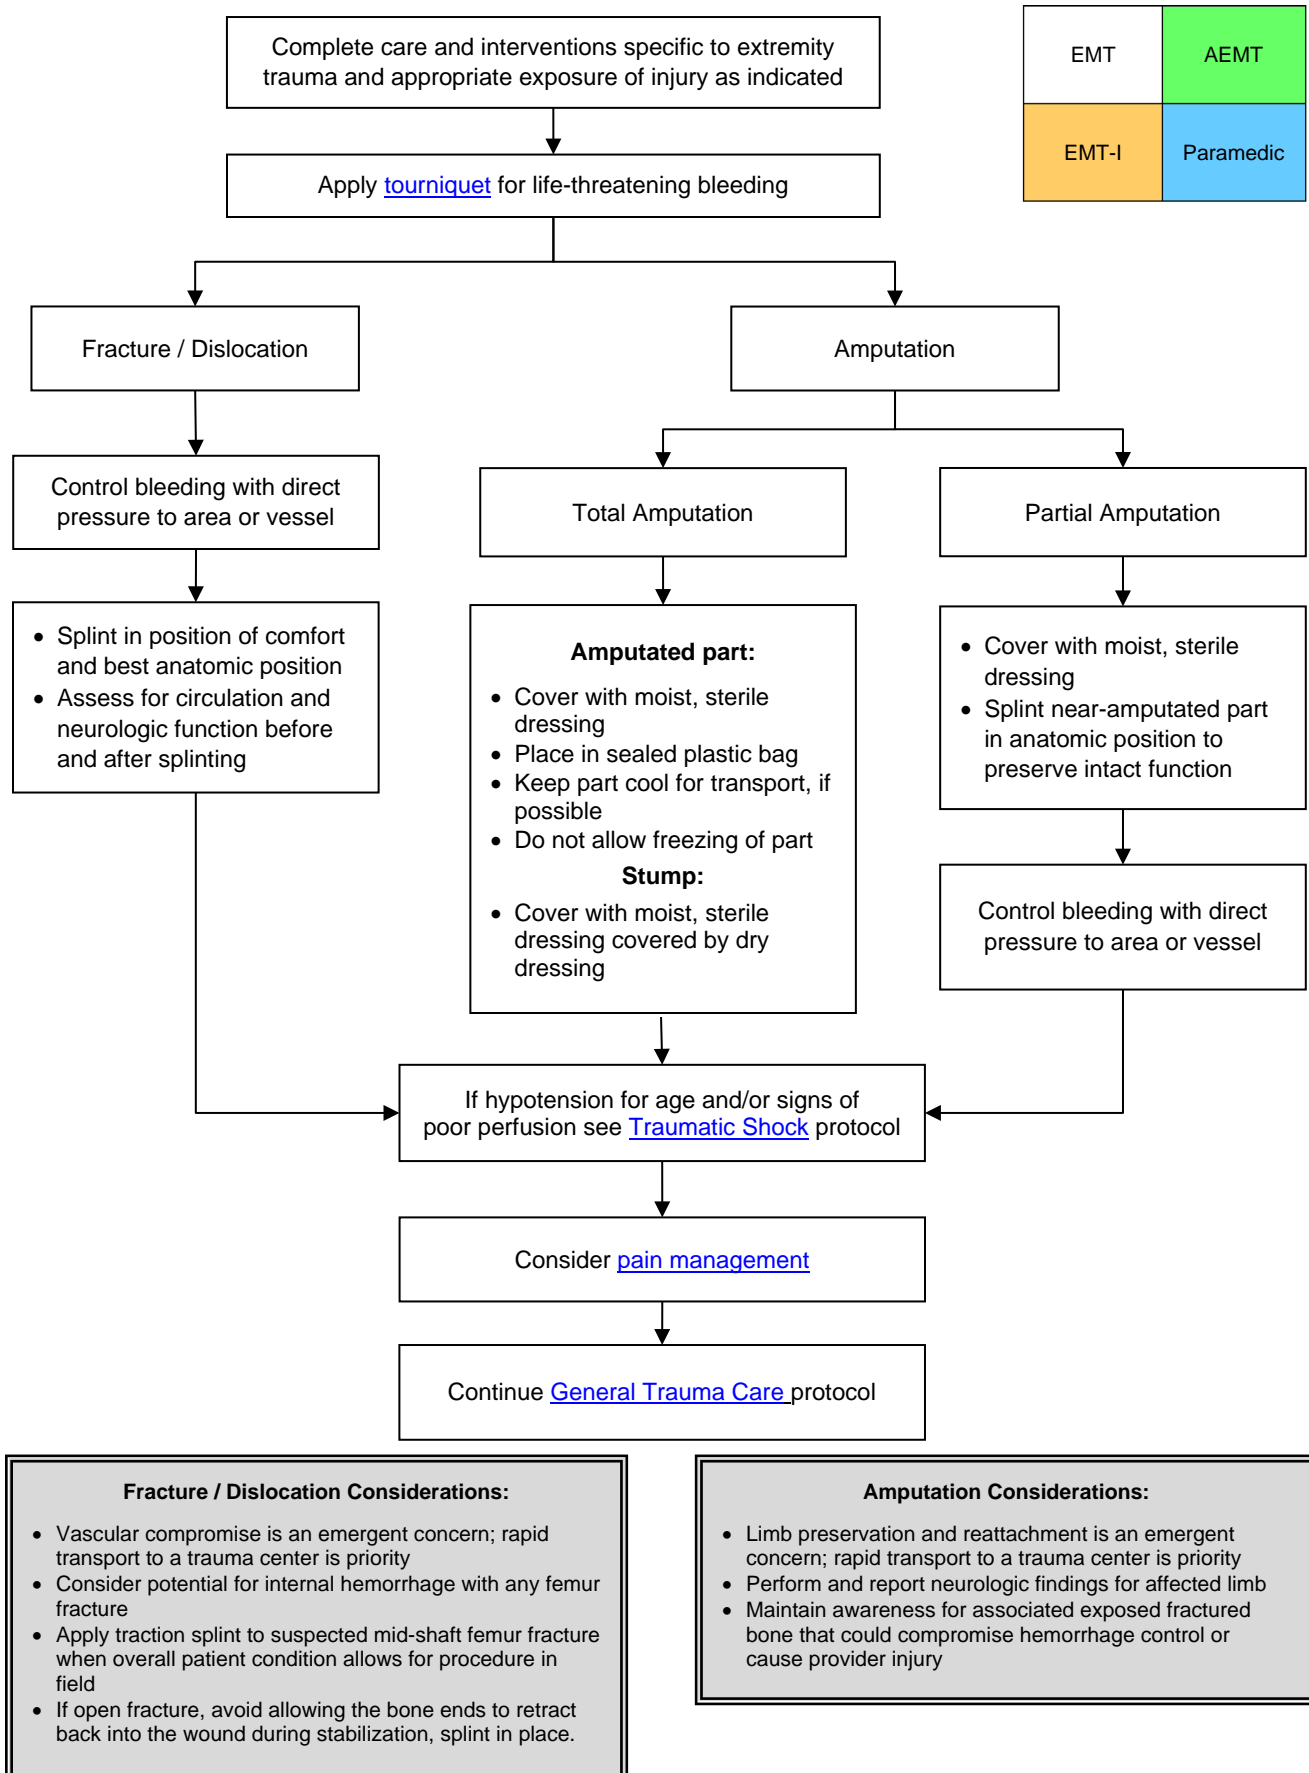 Complete care and interventions specific to extremity
trauma and appropriate exposure of injury as indicated
EMT
AEMT
EMT-I
Paramedic
Apply tourniquet for life-threatening bleeding
Fracture / Dislocation
Amputation
Control bleeding with direct
pressure to area or vessel
Total Amputation
Partial Amputation
• Splint in position of comfort
and best anatomic position
• Assess for circulation and
neurologic function before
and after splinting
Amputated part:
• Cover with moist, sterile
dressing
• Place in sealed plastic bag
• Keep part cool for transport, if
possible
• Do not allow freezing of part
Stump:
• Cover with moist, sterile
dressing covered by dry
dressing
• Cover with moist, sterile
dressing
• Splint near-amputated part
in anatomic position to
preserve intact function
Control bleeding with direct
pressure to area or vessel
If hypotension for age and/or signs of
poor perfusion see Traumatic Shock protocol
Consider pain management
Continue General Trauma Care protocol
Fracture / Dislocation Considerations:
• Vascular compromise is an emergent concern; rapid
transport to a trauma center is priority
• Consider potential for internal hemorrhage with any femur
fracture
• Apply traction splint to suspected mid-shaft femur fracture
when overall patient condition allows for procedure in
field
• If open fracture, avoid allowing the bone ends to retract
back into the wound during stabilization, splint in place.
Amputation Considerations:
• Limb preservation and reattachment is an emergent
concern; rapid transport to a trauma center is priority
• Perform and report neurologic findings for affected limb
• Maintain awareness for associated exposed fractured
bone that could compromise hemorrhage control or
cause provider injury